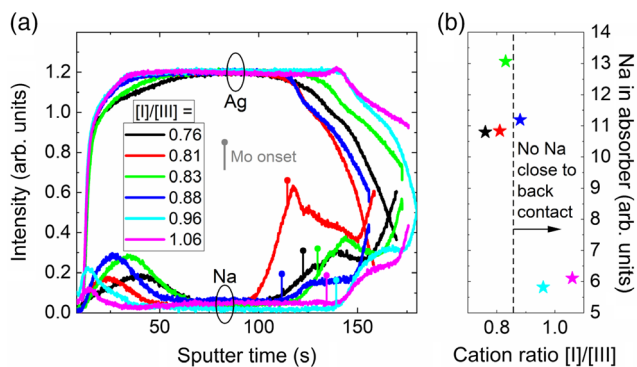 (a)
Intensity (arb. units)
1.2
1.0
0.8
0.6
0.4
0.2
0.0
Ag
[I]/[III] =
0.76
0.81
0.83
0.88
0.96
1.06
Mo onset
Na
50
100
150
Sputter time (s)
(b)
No Na
close to
back
contact
14
13
12
11
10
9
8
7
6
5
Na in absorber (arb. units)
0.8
1.0
Cation ratio [I]/[III]